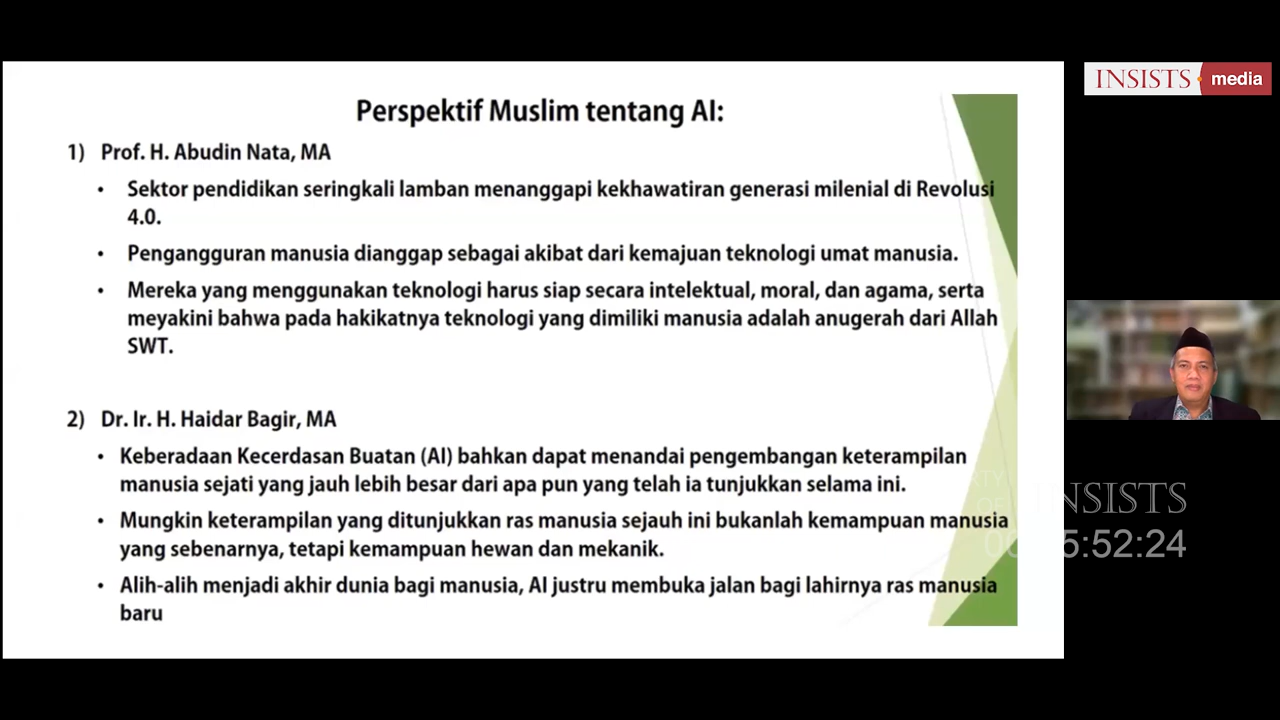 INSISTS media
Perspektif Muslim tentang AI:
1) Prof. H. Abudin Nata, MA
• Sektor pendidikan seringkali lamban menanggapi kekhawatiran generasi milenial di Revolusi
4.0.
• Pengangguran manusia dianggap sebagai akibat dari kemajuan teknologi umat manusia.
• Mereka yang menggunakan teknologi harus siap secara intelektual, moral, dan agama, serta
meyakini bahwa pada hakikatnya teknologi yang dimiliki manusia adalah anugerah dari Allah
SWT.
2) Dr. Ir. H. Haidar Bagir, MA
• Keberadaan Kecerdasan Buatan (AI) bahkan dapat menandai pengembangan keterampilan
manusia sejati yang jauh lebih besar dari apa pun yang telah ia tunjukkan selama ini.
• Mungkin keterampilan yang ditunjukkan ras manusia sejauh ini bukanlah kemampuan manusia
yang sebenarnya, tetapi kemampuan hewan dan mekanik.
• Alih-alih menjadi akhir dunia bagi manusia, AI justru membuka jalan bagi lahirnya ras manusia
baru
INSISTS
5:52:24